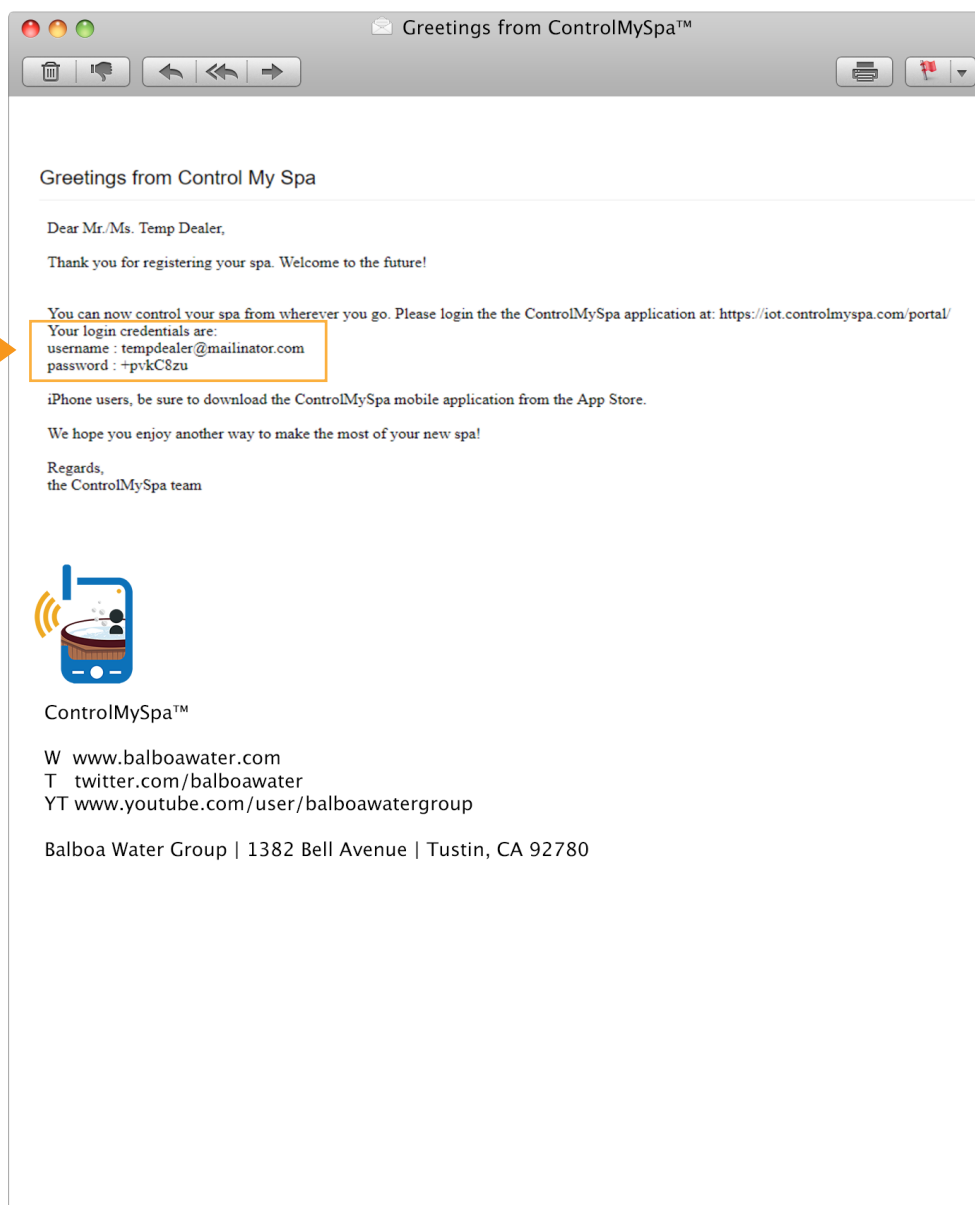 Greetings from ControlMySpa™
Greetings from Control My Spa
Dear Mr./Ms. Temp Dealer,
Thank you for registering your spa. Welcome to the future!
You can now control your spa from wherever you go. Please login the the ControlMySpa application at: https://iot.controlmyspa.com/portal/
Your login credentials are:
username : tempdealer@mailinator.com
password : +pvkC8zu
iPhone users, be sure to download the ControlMySpa mobile application from the App Store.
We hope you enjoy another way to make the most of your new spa!
Regards,
the ControlMySpa team
ControlMySpa™
W www.balboawater.com
T twitter.com/balboawater
YT www.youtube.com/user/balboawatergroup
Balboa Water Group | 1382 Bell Avenue | Tustin, CA 92780